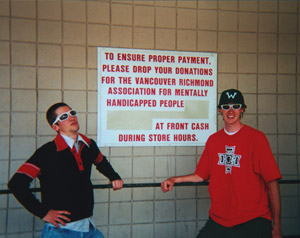 TO ENSURE PROPER PAYMENT,
PLEASE DROP YOUR DONATIONS
FOR THE VANCOUVER RICHMOND
ASSOCIATION FOR MENTALLY
HANDICAPPED PEOPLE
AT FRONT CASH
DURING STORE HOURS.
W